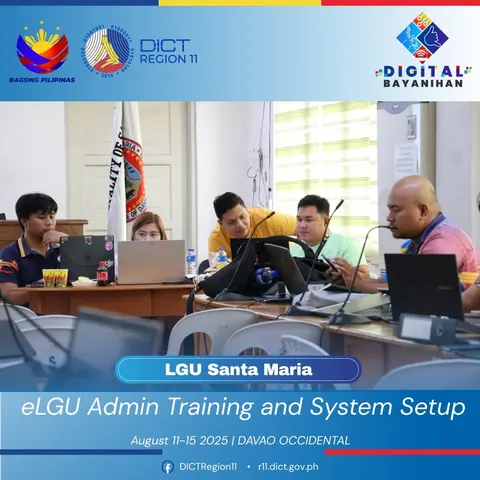 BAGONG PILIPINAS
DICT
REGION 11
DIGITAL
BAYANIHAN
LGU Santa Maria
eLGU Admin Training and System Setup
August 11-15 2025 | DAVAO OCCIDENTAL
DICTRegion11 • r11.dict.gov.ph